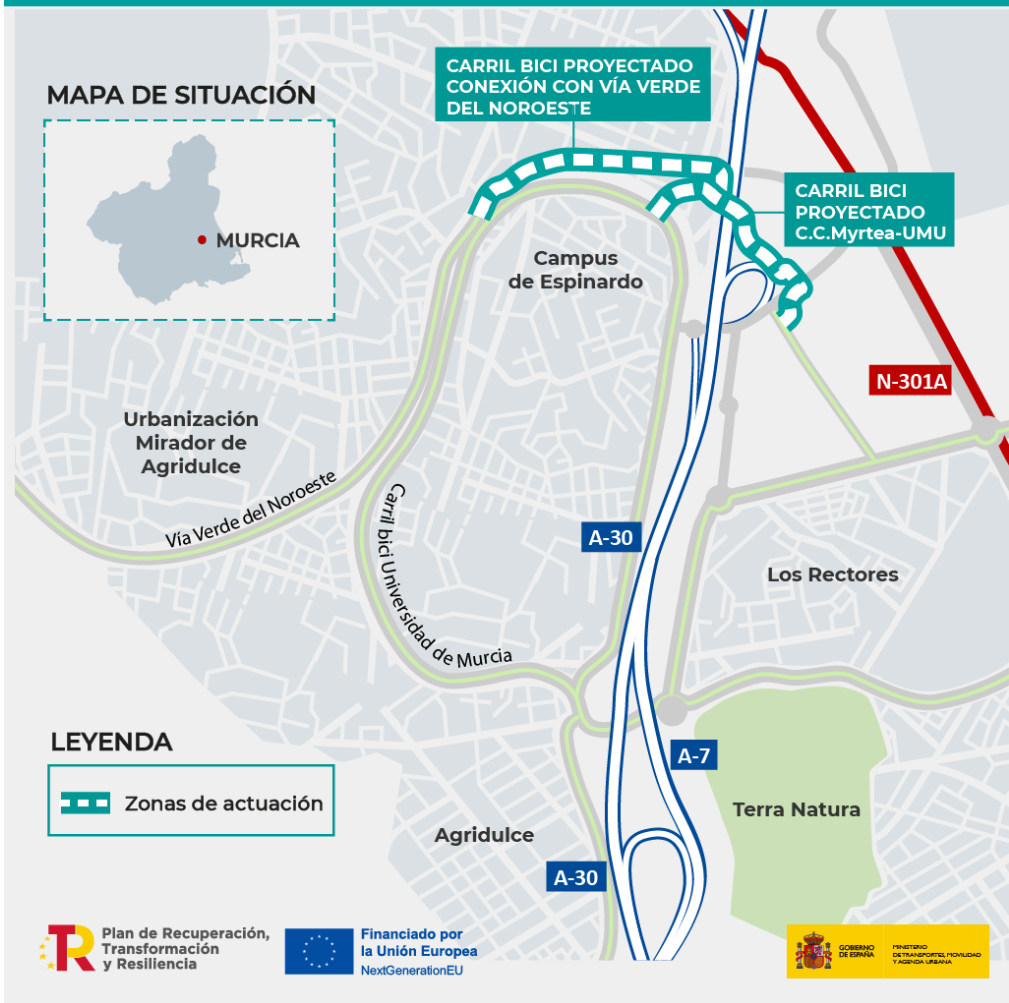 CARRIL BICI PROYECTADO
CONEXIÓN CON VÍA VERDE
DEL NOROESTE
MAPA DE SITUACIÓN
MURCIA
CARRIL BICI
PROYECTADO
C.C.Myrtea-UMU
Campus
de Espinardo
N-301A
Urbanización
Mirador de
Agridulce
Vía Verde del Noroeste
Carril bici Universidad de Murcia
A-30
Los Rectores
LEYENDA
Zonas de actuación
A-7
Terra Natura
Agridulce
A-30
Plan de Recuperación,
Transformación
y Resiliencia
Financiado por
la Unión Europea
NextGenerationEU
GOBIERNO
DE ESPAÑA
MINISTERIO
DE TRANSPORTES, MOVILIDAD
Y AGENDA URBANA